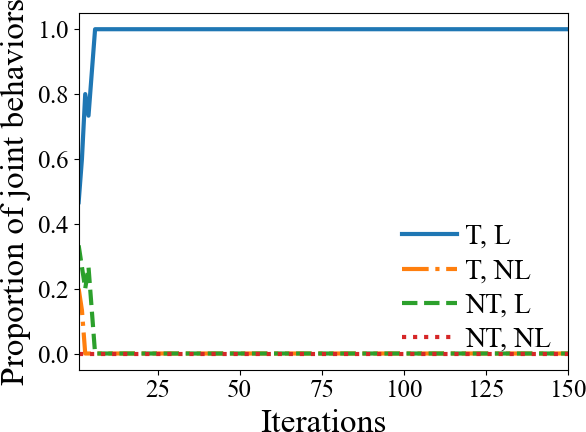 Proportion of joint behaviors
1.0
0.8
0.6
0.4
0.2
0.0
T, L
T, NL
NT, L
NT, NL
25
50
75
100
125
150
Iterations